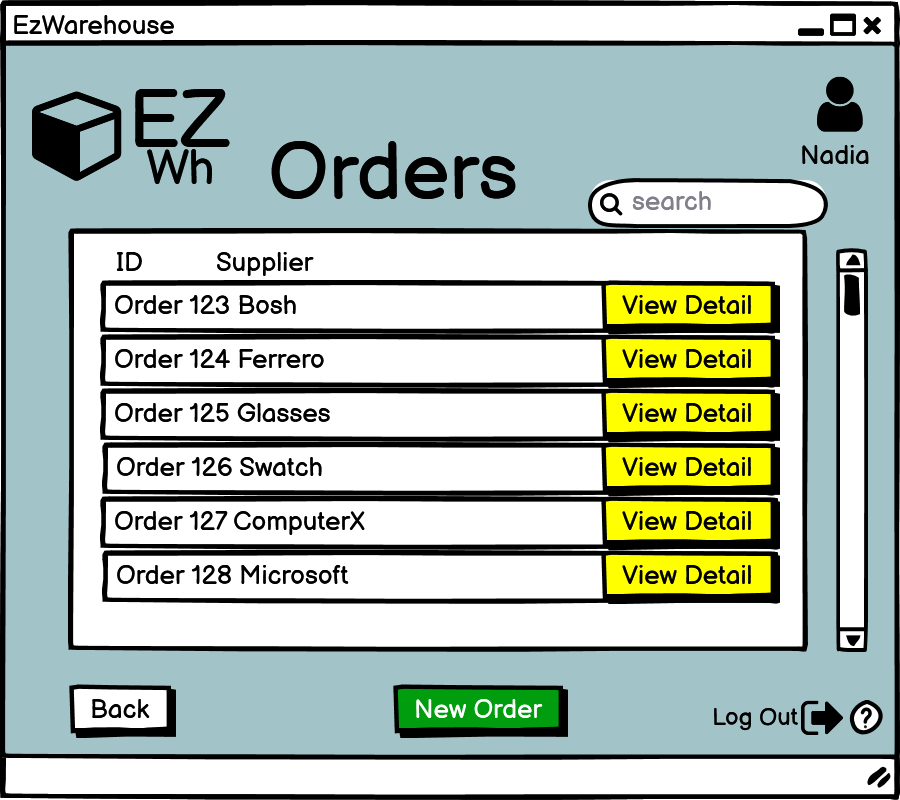 EzWarehouse
EZ
Wh
Orders
Nadia
search
ID Supplier
Order 123 Bosh View Detail
Order 124 Ferrero View Detail
Order 125 Glasses View Detail
Order 126 Swatch View Detail
Order 127 ComputerX View Detail
Order 128 Microsoft View Detail
Back New Order Log Out ?